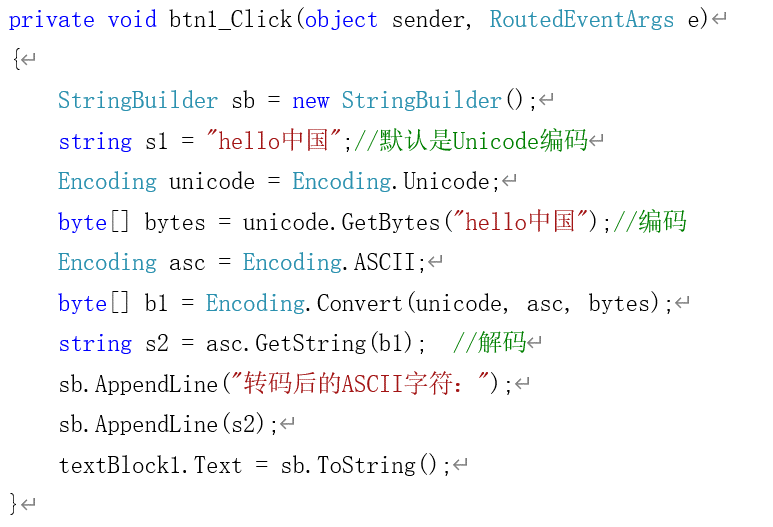 private void btn1_Click(object sender, RoutedEventArgs e)↵
{↵
    StringBuilder sb = new StringBuilder();↵
    string s1 = "hello中国";//默认是Unicode编码↵
    Encoding unicode = Encoding.Unicode;↵
    byte[] bytes = unicode.GetBytes("hello中国");//编码
    Encoding asc = Encoding.ASCII;↵
    byte[] b1 = Encoding.Convert(unicode, asc, bytes);↵
    string s2 = asc.GetString(b1);  //解码↵
    sb.AppendLine("转码后的ASCII字符：");↵
    sb.AppendLine(s2);↵
    textBlock1.Text = sb.ToString();↵
}↵